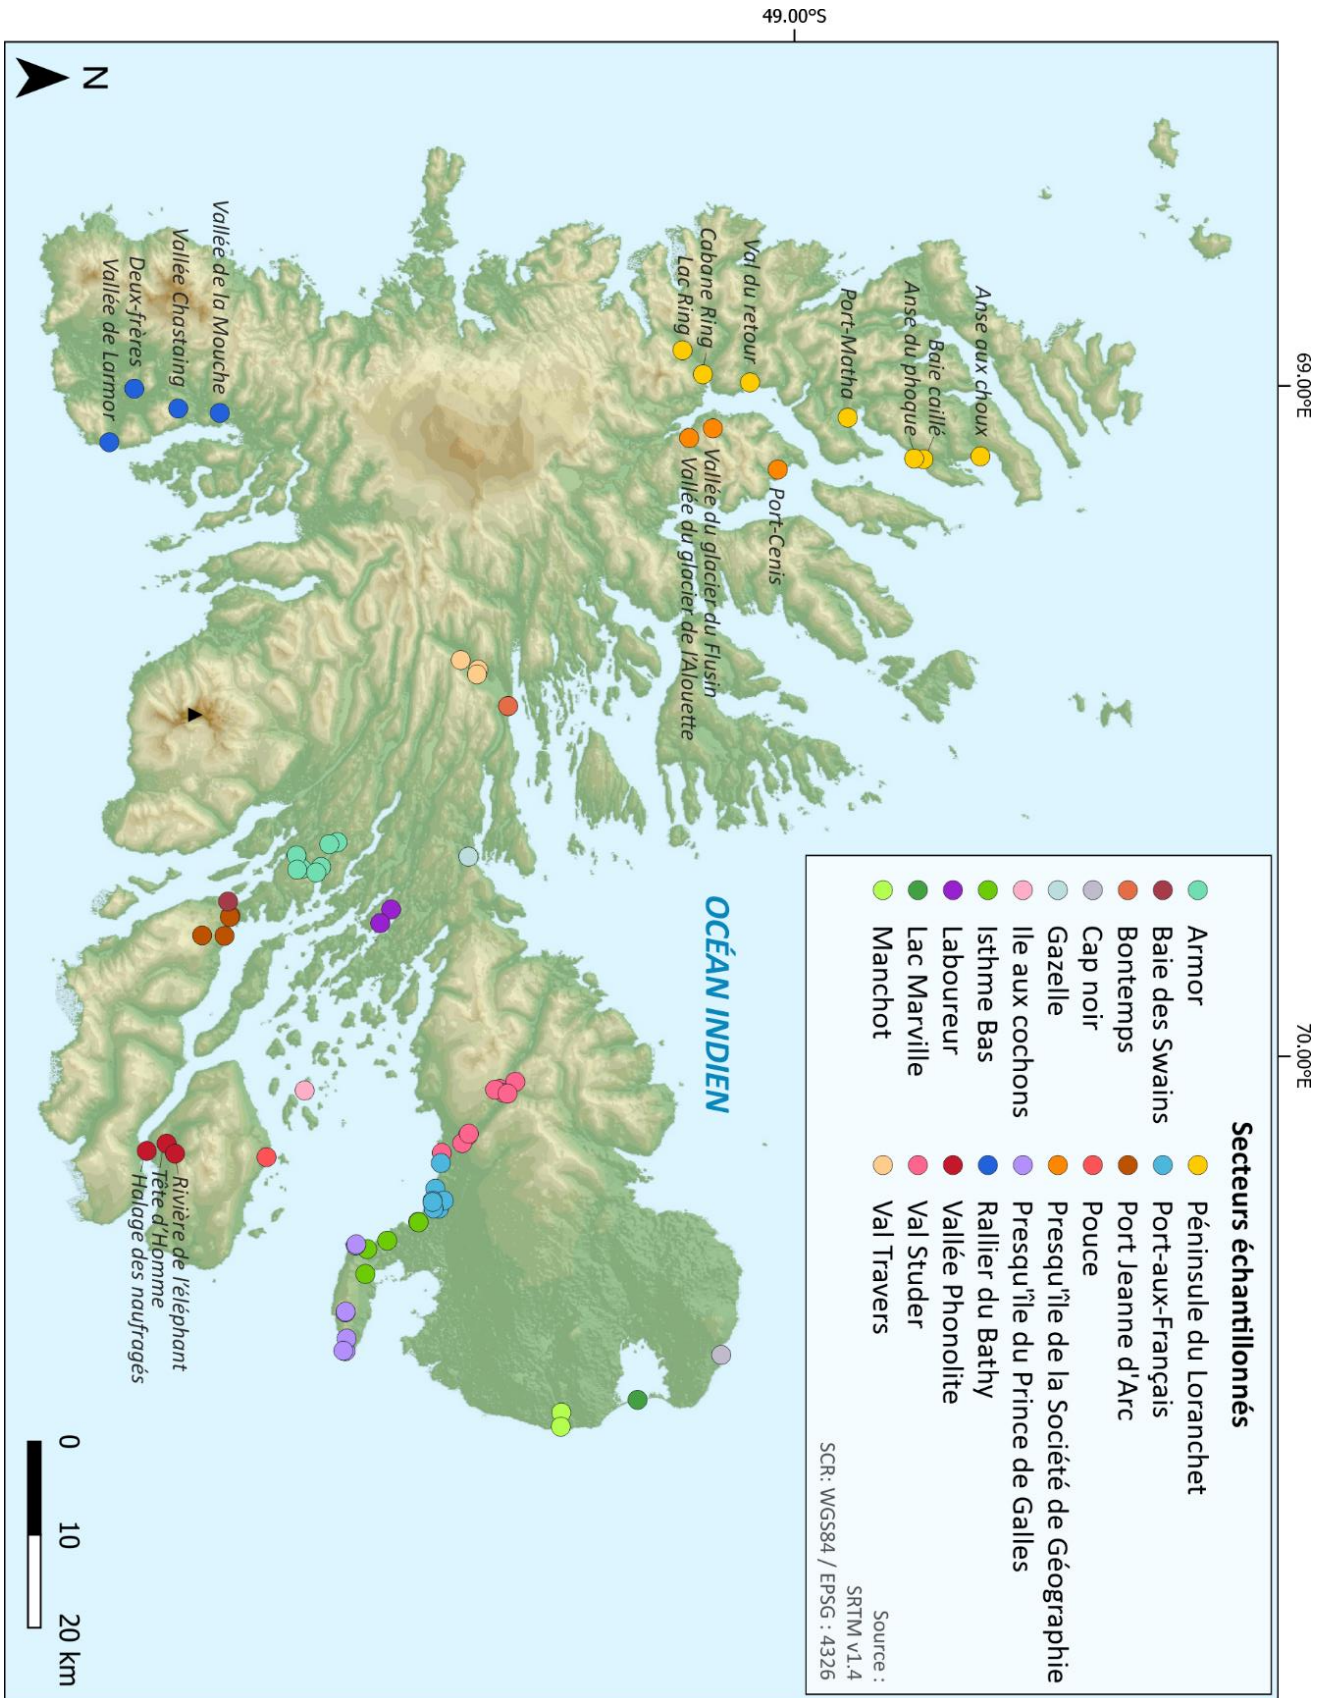 69.00°E
70.00°E
49.00°S
Secteurs échantillonnés
Armor
Baie des Swains
Bontemps
Cap noir
Gazelle
Ile aux cochons
Isthme Bas
Laboureur
Lac Marville
Manchot
Péninsule du Loranchet
Port-aux-Français
Port Jeanne d'Arc
Pouce
Presqu'île de la Société de Géographie
Presqu'île du Prince de Galles
Rallier du Bathy
Vallée Phonolite
Val Studer
Val Travers
Source :
SRTM v1.4
SCR: WGS84 / EPSG : 4326
Anse aux choux
Baie caillé
Anse du phoque
Port-Matha
Val du retour
Cabane Ring
Lac Ring
Port-Cenis
Vallée du glacier du Flusin
Vallée du glacier de l'Alouette
OCÉAN INDIEN
Vallée de la Mouche
Vallée Chastaing
Deux-frères
Vallée de Larmor
Rivière de l'éléphant
Tête d'Homme
Halage des naufragés
N
0 10 20 km